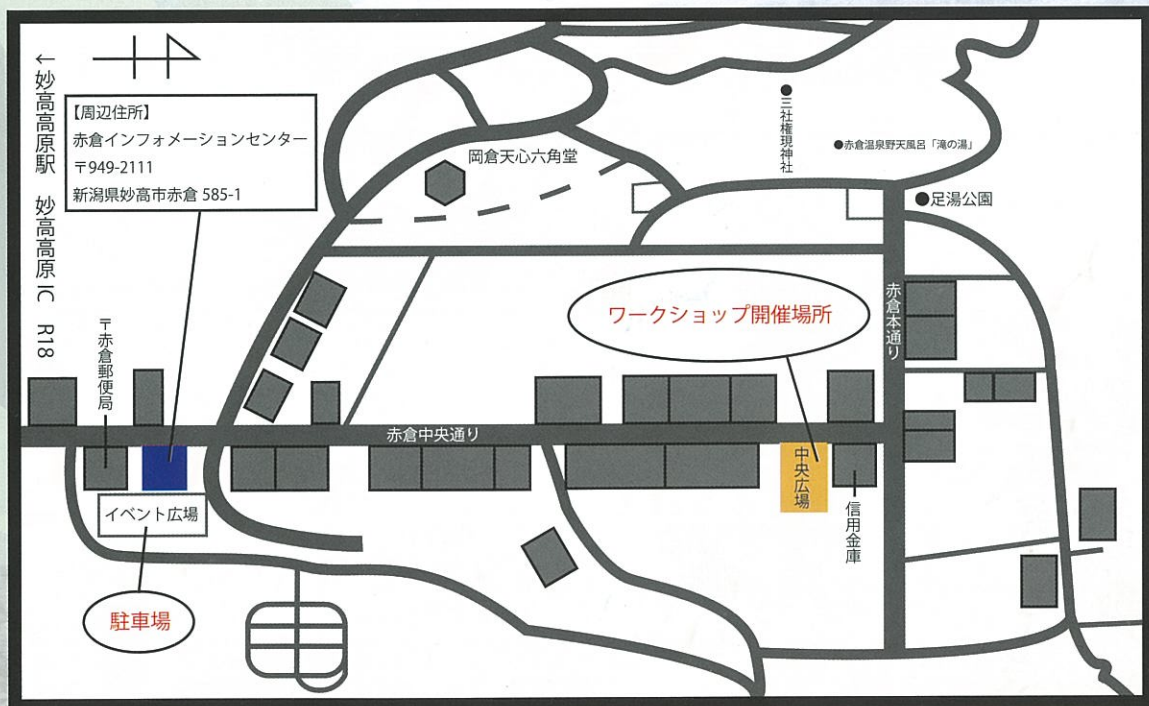 ←妙高高原駅　妙高高原IC　R18
【周辺住所】
赤倉インフォメーションセンター
〒949-2111
新潟県妙高市赤倉 585-1
岡倉天心六角堂
●三社権現神社
●赤倉温泉野天風呂「滝の湯」
●足湯公園
ワークショップ開催場所
赤倉本通り
〒赤倉郵便局
赤倉中央通り
中央広場
信用金庫
イベント広場
駐車場